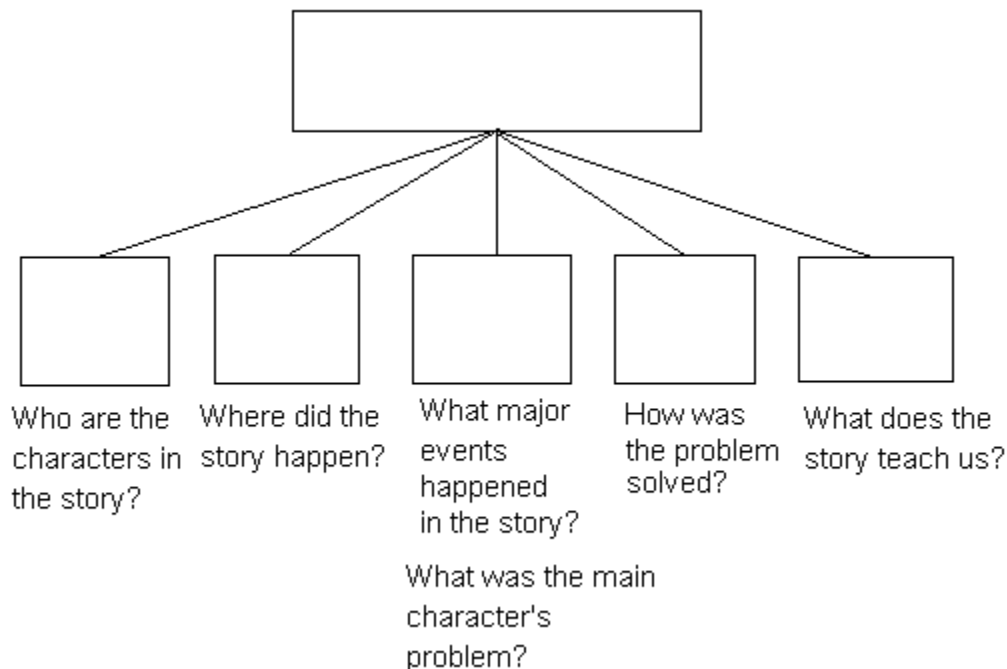 Who are the
characters in
the story?
Where did the
story happen?
What major
events
happened
in the story?
What was the main
character's
problem?
How was
the problem
solved?
What does the
story teach us?